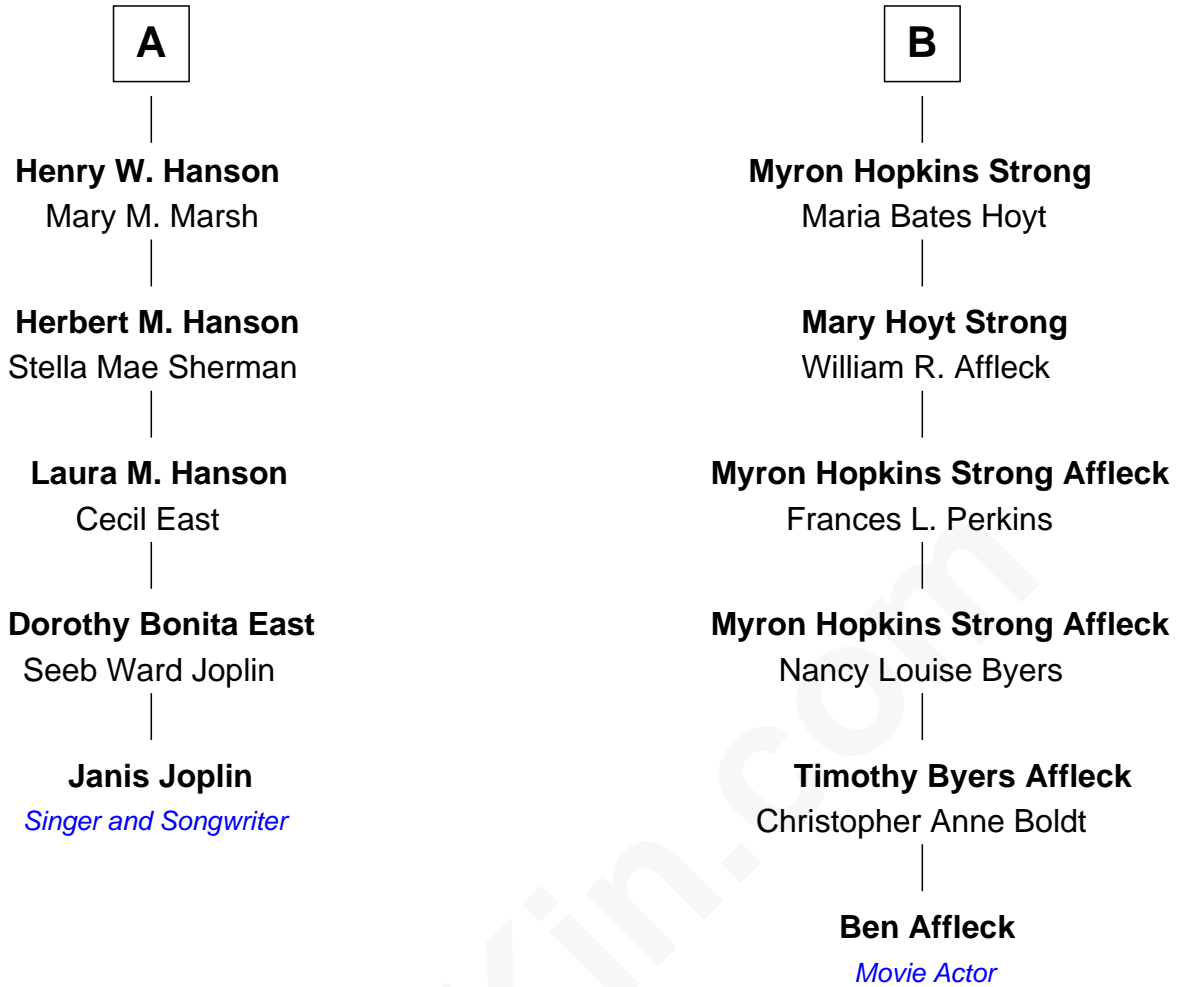 A
Henry W. Hanson
Mary M. Marsh
Herbert M. Hanson
Stella Mae Sherman
Laura M. Hanson
Cecil East
Dorothy Bonita East
Seeb Ward Joplin
Janis Joplin
Singer and Songwriter
B
Myron Hopkins Strong
Maria Bates Hoyt
Mary Hoyt Strong
William R. Affleck
Myron Hopkins Strong Affleck
Frances L. Perkins
Myron Hopkins Strong Affleck
Nancy Louise Byers
Timothy Byers Affleck
Christopher Anne Boldt
Ben Affleck
Movie Actor